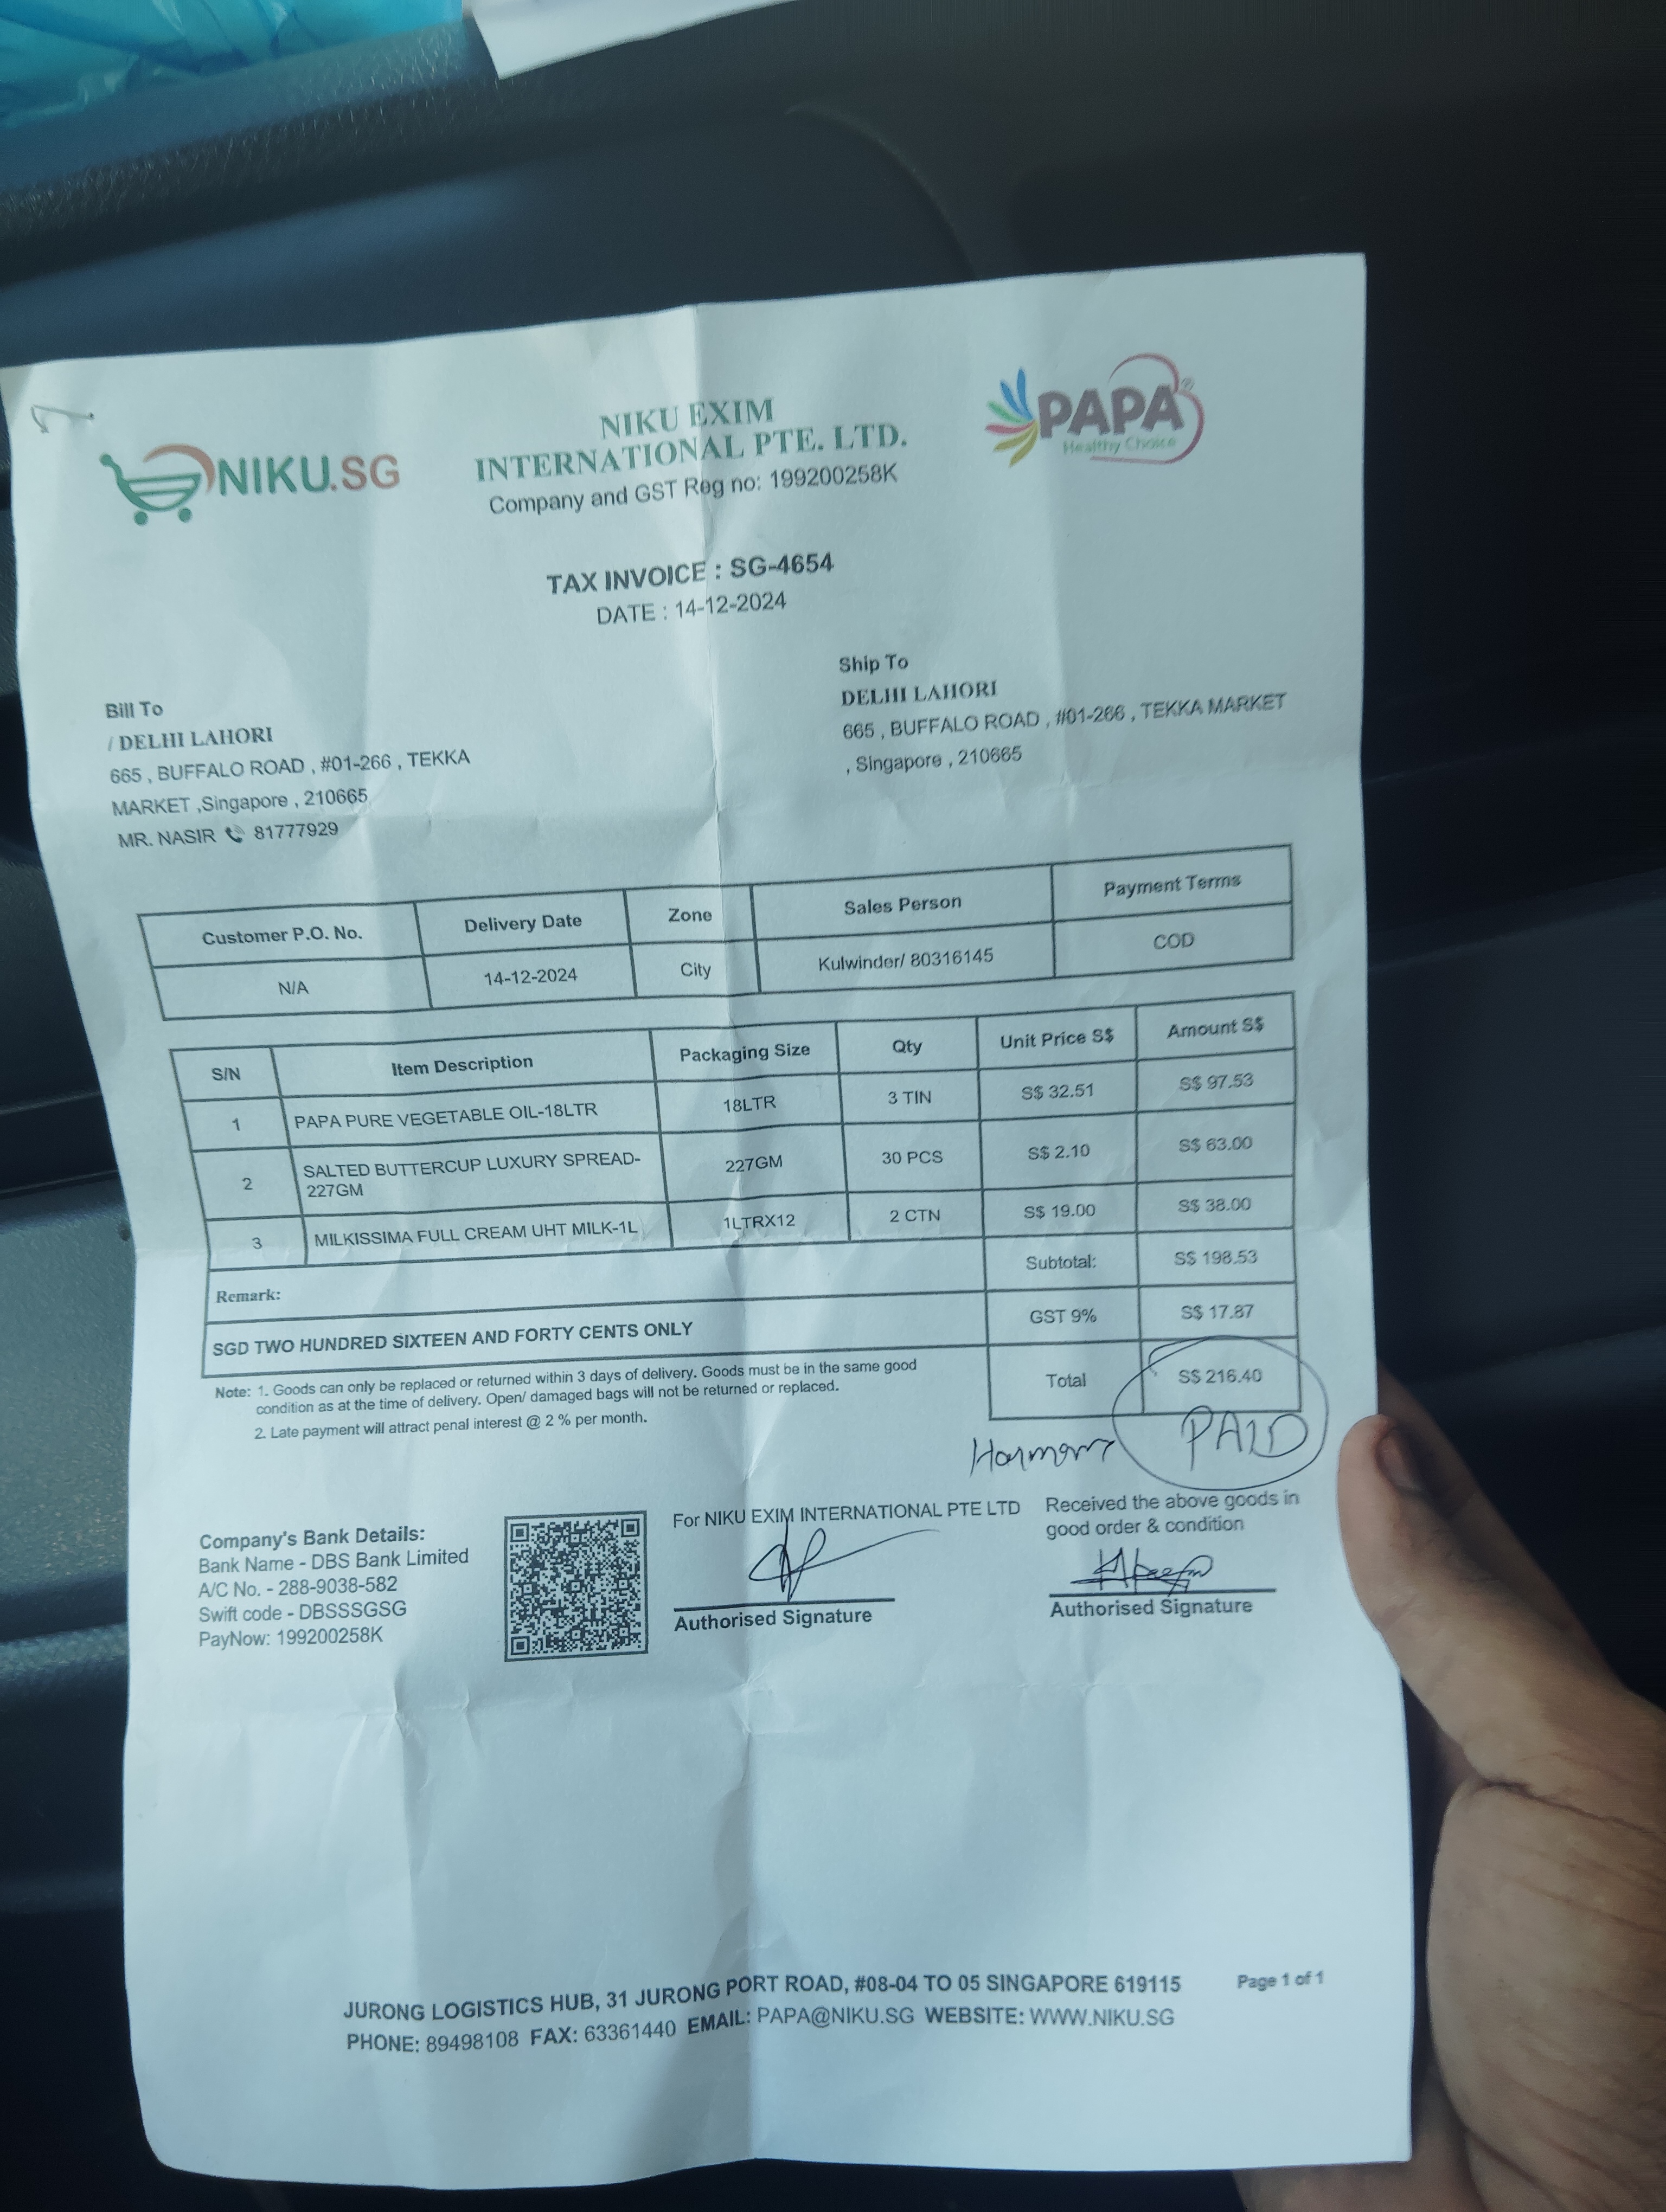 NIKU.SG
NIKU EXIM
INTERNATIONAL PTE. LTD.
Company and GST Reg no: 199200258K
PAPA®
Healthy Choice
TAX INVOICE : SG-4654
DATE : 14-12-2024
Bill To
/ DELHI LAHORI
665 , BUFFALO ROAD , #01-266 , TEKKA
MARKET ,Singapore , 210665
MR. NASIR 81777929
Ship To
DELHI LAHORI
665 , BUFFALO ROAD , #01-266 , TEKKA MARKET
, Singapore , 210665
Customer P.O. No. Delivery Date Zone Sales Person Payment Terms
N/A 14-12-2024 City Kulwinder/ 80316145 COD
S/N Item Description Packaging Size Qty Unit Price S$ Amount S$
1 PAPA PURE VEGETABLE OIL-18LTR 18LTR 3 TIN S$ 32.51 S$ 97.53
2 SALTED BUTTERCUP LUXURY SPREAD-
227GM 227GM 30 PCS S$ 2.10 S$ 63.00
3 MILKISSIMA FULL CREAM UHT MILK-1L 1LTRX12 2 CTN S$ 19.00 S$ 38.00
Subtotal: S$ 198.53
Remark:
GST 9% S$ 17.87
SGD TWO HUNDRED SIXTEEN AND FORTY CENTS ONLY
Total S$ 216.40
Note: 1. Goods can only be replaced or returned within 3 days of delivery. Goods must be in the same good
condition as at the time of delivery. Open/ damaged bags will not be returned or replaced.
2. Late payment will attract penal interest @ 2 % per month.
PAID
Company's Bank Details:
Bank Name - DBS Bank Limited
A/C No. - 288-9038-582
Swift code - DBSSSGSG
PayNow: 199200258K
For NIKU EXIM INTERNATIONAL PTE LTD
Authorised Signature
Received the above goods in
good order & condition
Authorised Signature
JURONG LOGISTICS HUB, 31 JURONG PORT ROAD, #08-04 TO 05 SINGAPORE 619115
Page 1 of 1
PHONE: 89498108 FAX: 63361440 EMAIL: PAPA@NIKU.SG WEBSITE: WWW.NIKU.SG